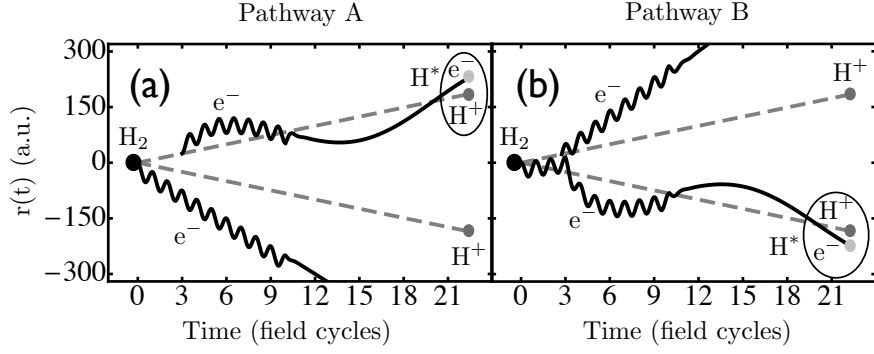 Pathway A
Pathway B
r(t) (a.u.)
300
150
0
−150
−300
(a)
H₂
e⁻
e⁻
H*
e⁻
H⁺
H⁺
0 3 6 9 12 15 18 21
Time (field cycles)
(b)
H₂
e⁻
e⁻
H⁺
H*
H⁺
e⁻
0 3 6 9 12 15 18 21
Time (field cycles)